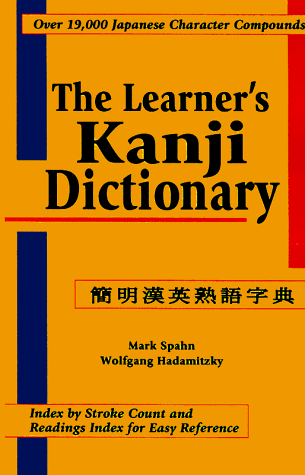 Over 19,000 Japanese Character Compounds
The Learner's
Kanji
Dictionary
簡明漢英熟語字典
Mark Spahn
Wolfgang Hadamitzky
Index by Stroke Count and
Readings Index for Easy Reference